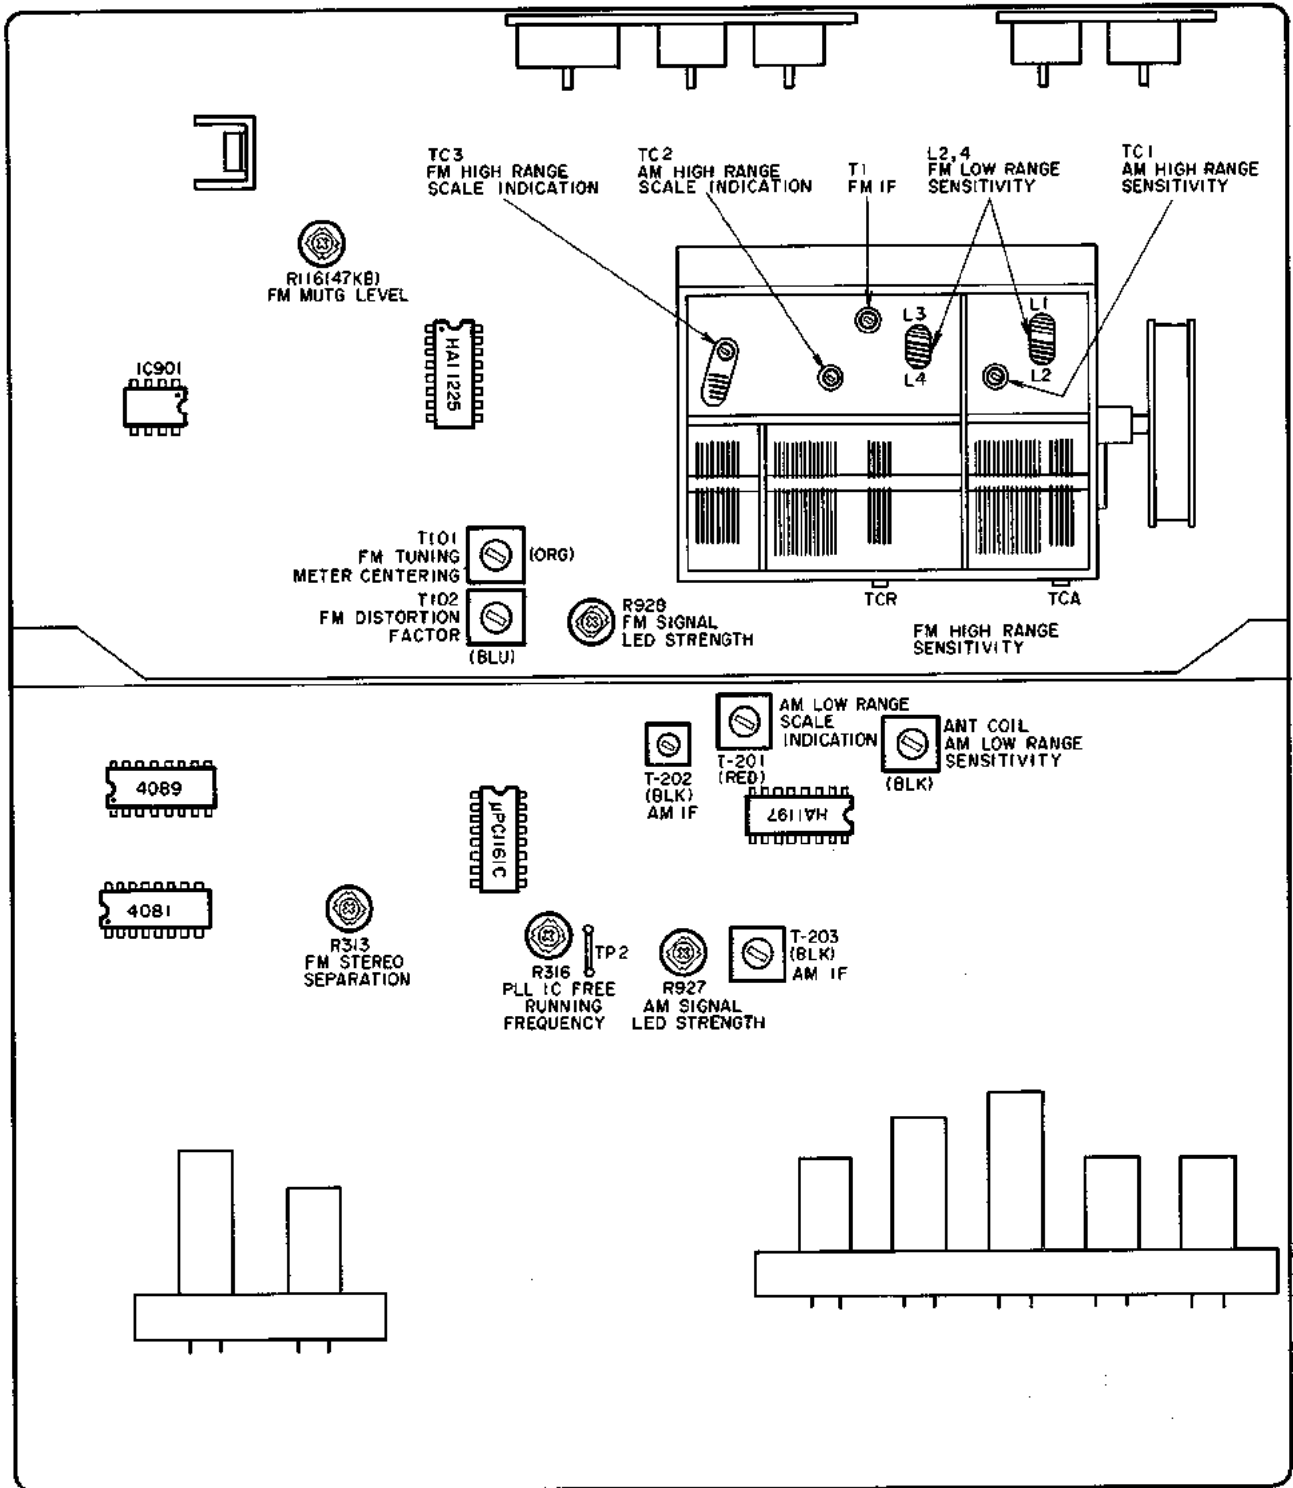 TC3
FM HIGH RANGE
SCALE INDICATION
TC2
AM HIGH RANGE
SCALE INDICATION
T1
FM IF
L2,4
FM LOW RANGE
SENSITIVITY
TC1
AM HIGH RANGE
SENSITIVITY
R116(47KB)
FM MUTG LEVEL
IC901
HA11225
L3
L4
L1
L2
T101
FM TUNING
METER CENTERING
(ORG)
T102
FM DISTORTION
FACTOR
(BLU)
R928
FM SIGNAL
LED STRENGTH
TCR
TCA
FM HIGH RANGE
SENSITIVITY
AM LOW RANGE
SCALE
INDICATION
T-201
(RED)
T-202
(BLK)
AM IF
ANT COIL
AM LOW RANGE
SENSITIVITY
(BLK)
4089
μPC1161C
HA1197
4081
R313
FM STEREO
SEPARATION
R316
PLL IC FREE
RUNNING
FREQUENCY
TP2
R927
AM SIGNAL
LED STRENGTH
T-203
(BLK)
AM IF